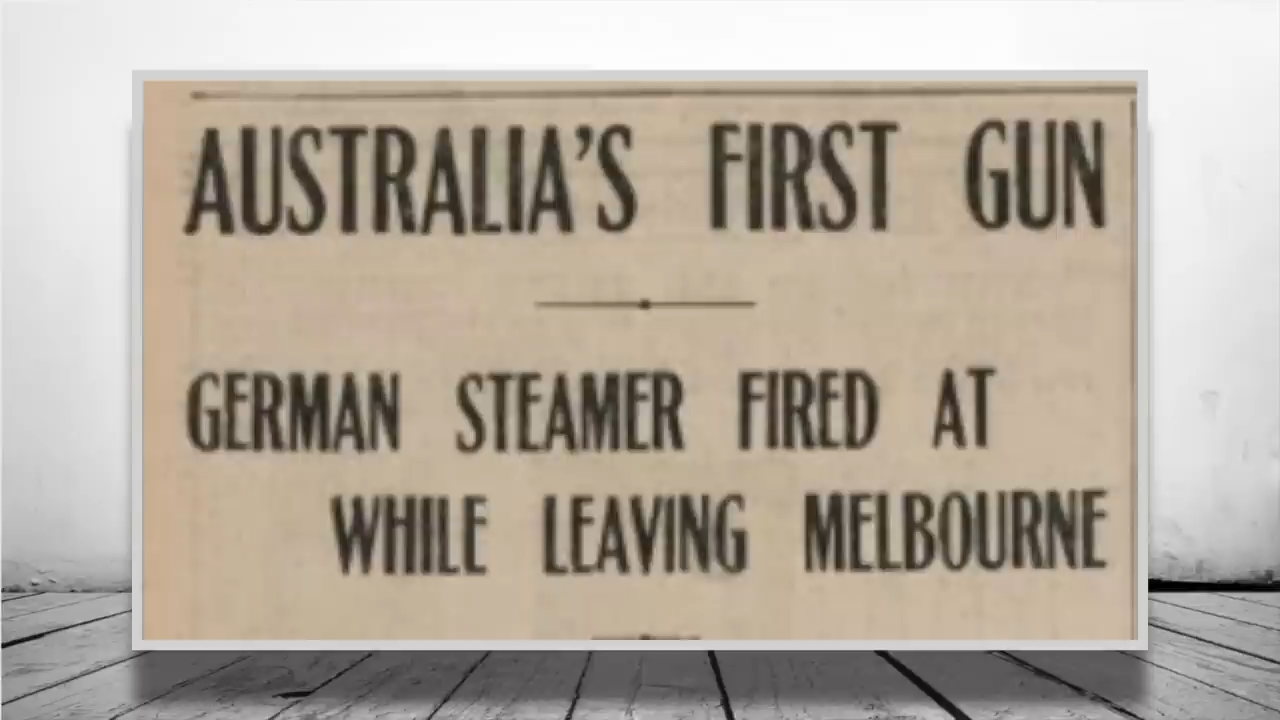 AUSTRALIA'S FIRST GUN
GERMAN STEAMER FIRED AT
WHILE LEAVING MELBOURNE